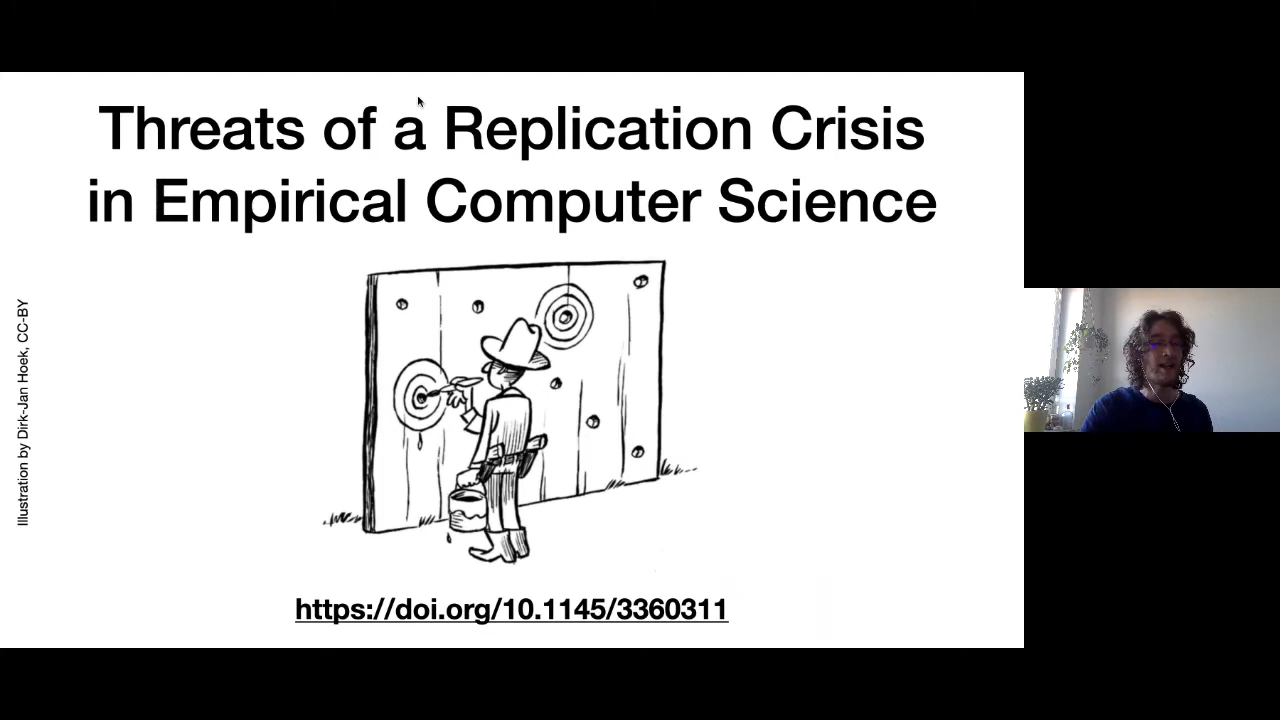 Threats of a Replication Crisis
in Empirical Computer Science
Illustration by Dirk-Jan Hoek, CC-BY
https://doi.org/10.1145/3360311